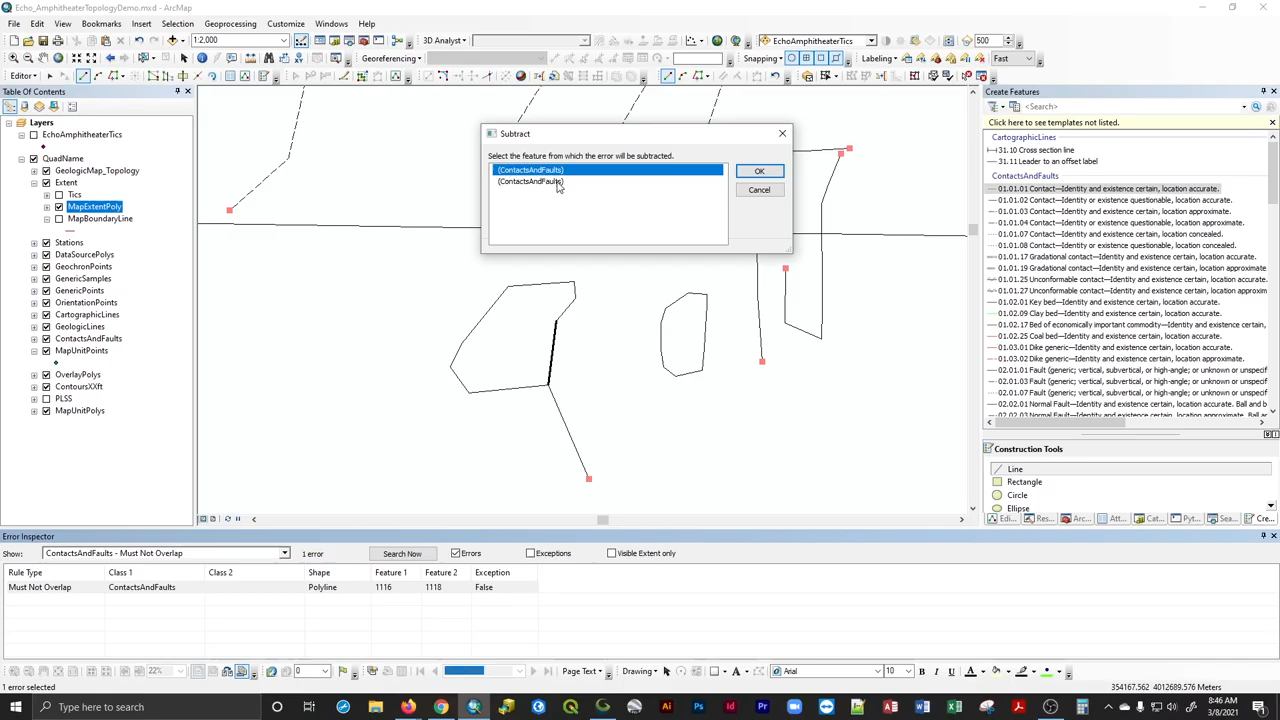 Echo_AmphitheaterTopologyDemo.mxd - ArcMap
File Edit View Bookmarks Insert Selection Geoprocessing Customize Windows Help
1:2,000 3D Analyst EchoAmphitheaterTics 500
Georeferencing Snapping Labeling Fast
Editor
Table Of Contents
Layers
EchoAmphitheaterTics
QuadName
GeologicMap_Topology
Extent
Tics
MapExtentPoly
MapBoundaryLine
Stations
DataSourcePolys
GeochronPoints
GenericSamples
GenericPoints
OrientationPoints
CartographicLines
GeologicLines
ContactsAndFaults
MapUnitPoints
OverlayPolys
ContoursXXft
PLSS
MapUnitPolys
Subtract
Select the feature from which the error will be subtracted.
(ContactsAndFaults)
(ContactsAndFaults)
OK
Cancel
Create Features
<Search>
Click here to see templates not listed.
CartographicLines
31.10 Cross section line
31.11 Leader to an offset label
ContactsAndFaults
01.01.01 Contact—Identity and existence certain, location accurate.
01.01.02 Contact—Identity or existence questionable, location accurate.
01.01.03 Contact—Identity and existence certain, location approximate.
01.01.04 Contact—Identity or existence questionable, location approximate.
01.01.07 Contact—Identity and existence certain, location concealed.
01.01.08 Contact—Identity or existence questionable, location concealed.
01.01.17 Gradational contact—Identity and existence certain, location accurate
01.01.19 Gradational contact—Identity and existence certain, location approximate
01.01.25 Unconformable contact—Identity and existence certain, location accurate.
01.01.27 Unconformable contact—Identity and existence certain, location approxim
01.02.01 Key bed—Identity and existence certain, location accurate.
01.02.09 Clay bed—Identity and existence certain, location accurate.
01.02.17 Bed of economically important commodity—Identity and existence certain,
01.02.25 Coal bed—Identity and existence certain, location accurate.
01.03.01 Dike generic—Identity and existence certain, location accurate.
01.03.02 Dike generic—Identity and existence certain, location approximate.
02.01.01 Fault (generic; vertical, subvertical, or high-angle; or unknown or unspecif
02.01.03 Fault (generic; vertical, subvertical, or high-angle; or unknown or unspecif
02.01.07 Fault (generic; vertical, subvertical, or high-angle; or unknown or unspecif
02.02.01 Normal Fault—Identity and existence certain, location accurate. Ball and b
Construction Tools
Line
Rectangle
Circle
Ellipse
Edi... Res... Arc... Att... Cat... Pyt... Sea... Cre...
Error Inspector
Show: ContactsAndFaults - Must Not Overlap 1 error Search Now Errors Exceptions Visible Extent only
Rule Type Class 1 Class 2 Shape Feature 1 Feature 2 Exception
Must Not Overlap ContactsAndFaults Polyline 1116 1118 False
22% 0 Page Text Drawing Arial 10 B I U A
1 error selected 354167.562 4012689.576 Meters
Type here to search
8:46 AM
3/8/2021